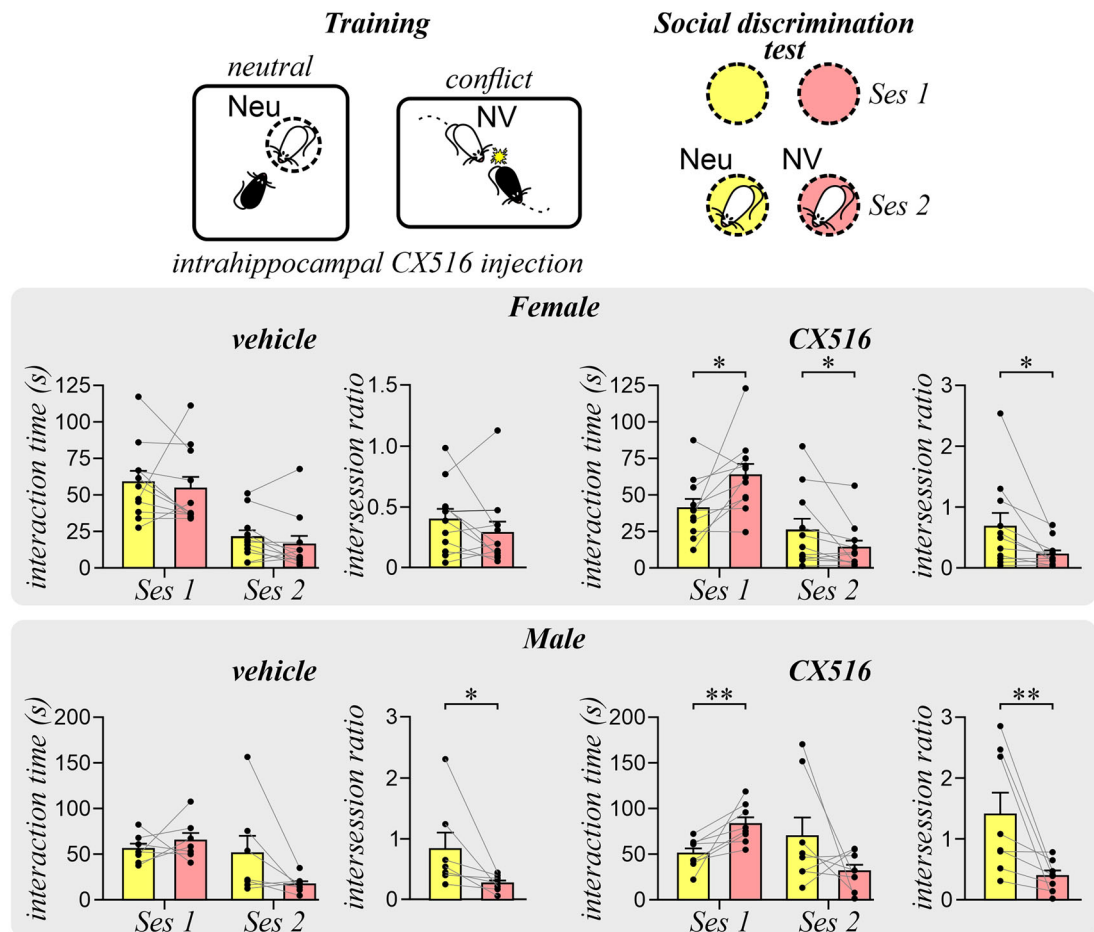 Training
Social discrimination
test
neutral
conflict
Neu
NV
Ses 1
Neu
NV
Ses 2
intrahippocampal CX516 injection
Female
vehicle
CX516
interaction time (s)
125
100
75
50
25
0
Ses 1
Ses 2
intersession ratio
1.5
1.0
0.5
0
interaction time (s)
125
100
75
50
25
0
*
*
Ses 1
Ses 2
intersession ratio
3
2
1
0
*
Male
vehicle
CX516
interaction time (s)
200
150
100
50
0
Ses 1
Ses 2
intersession ratio
3
2
1
0
*
interaction time (s)
200
150
100
50
0
**
Ses 1
Ses 2
intersession ratio
3
2
1
0
**